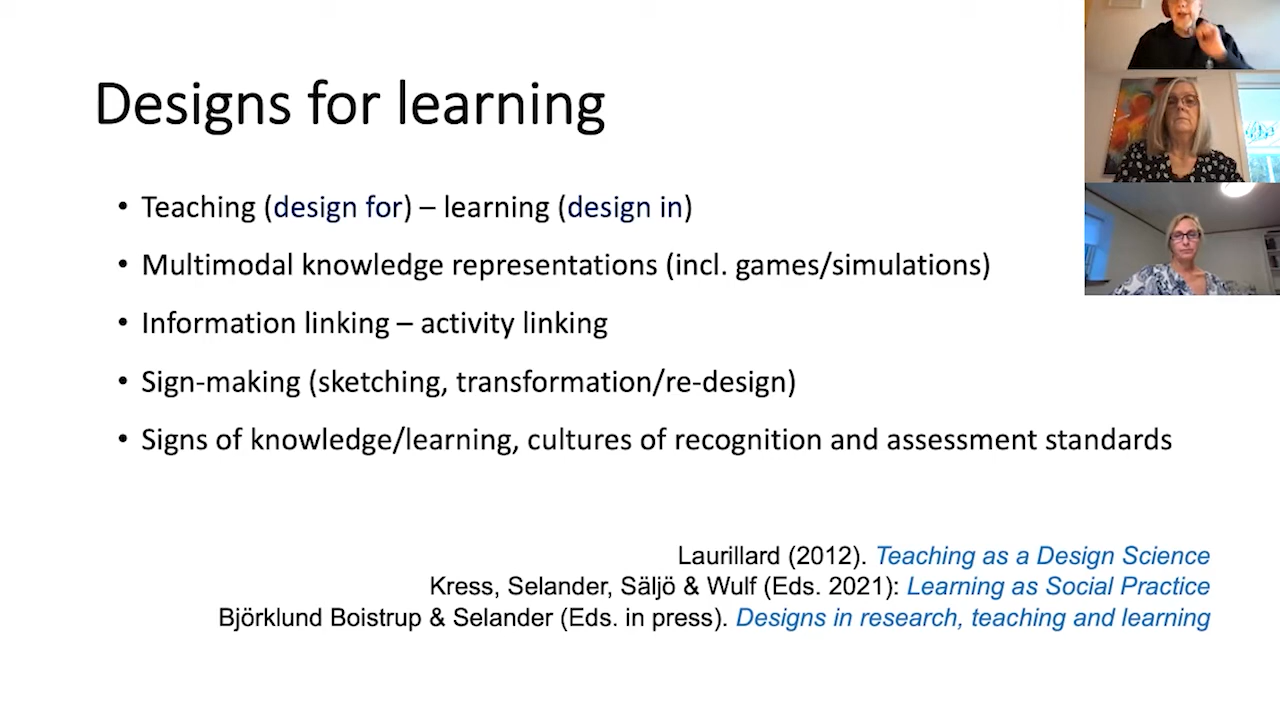 Designs for learning
• Teaching (design for) – learning (design in)
• Multimodal knowledge representations (incl. games/simulations)
• Information linking – activity linking
• Sign-making (sketching, transformation/re-design)
• Signs of knowledge/learning, cultures of recognition and assessment standards
Laurillard (2012). Teaching as a Design Science
Kress, Selander, Säljö & Wulf (Eds. 2021): Learning as Social Practice
Björklund Boistrup & Selander (Eds. in press). Designs in research, teaching and learning